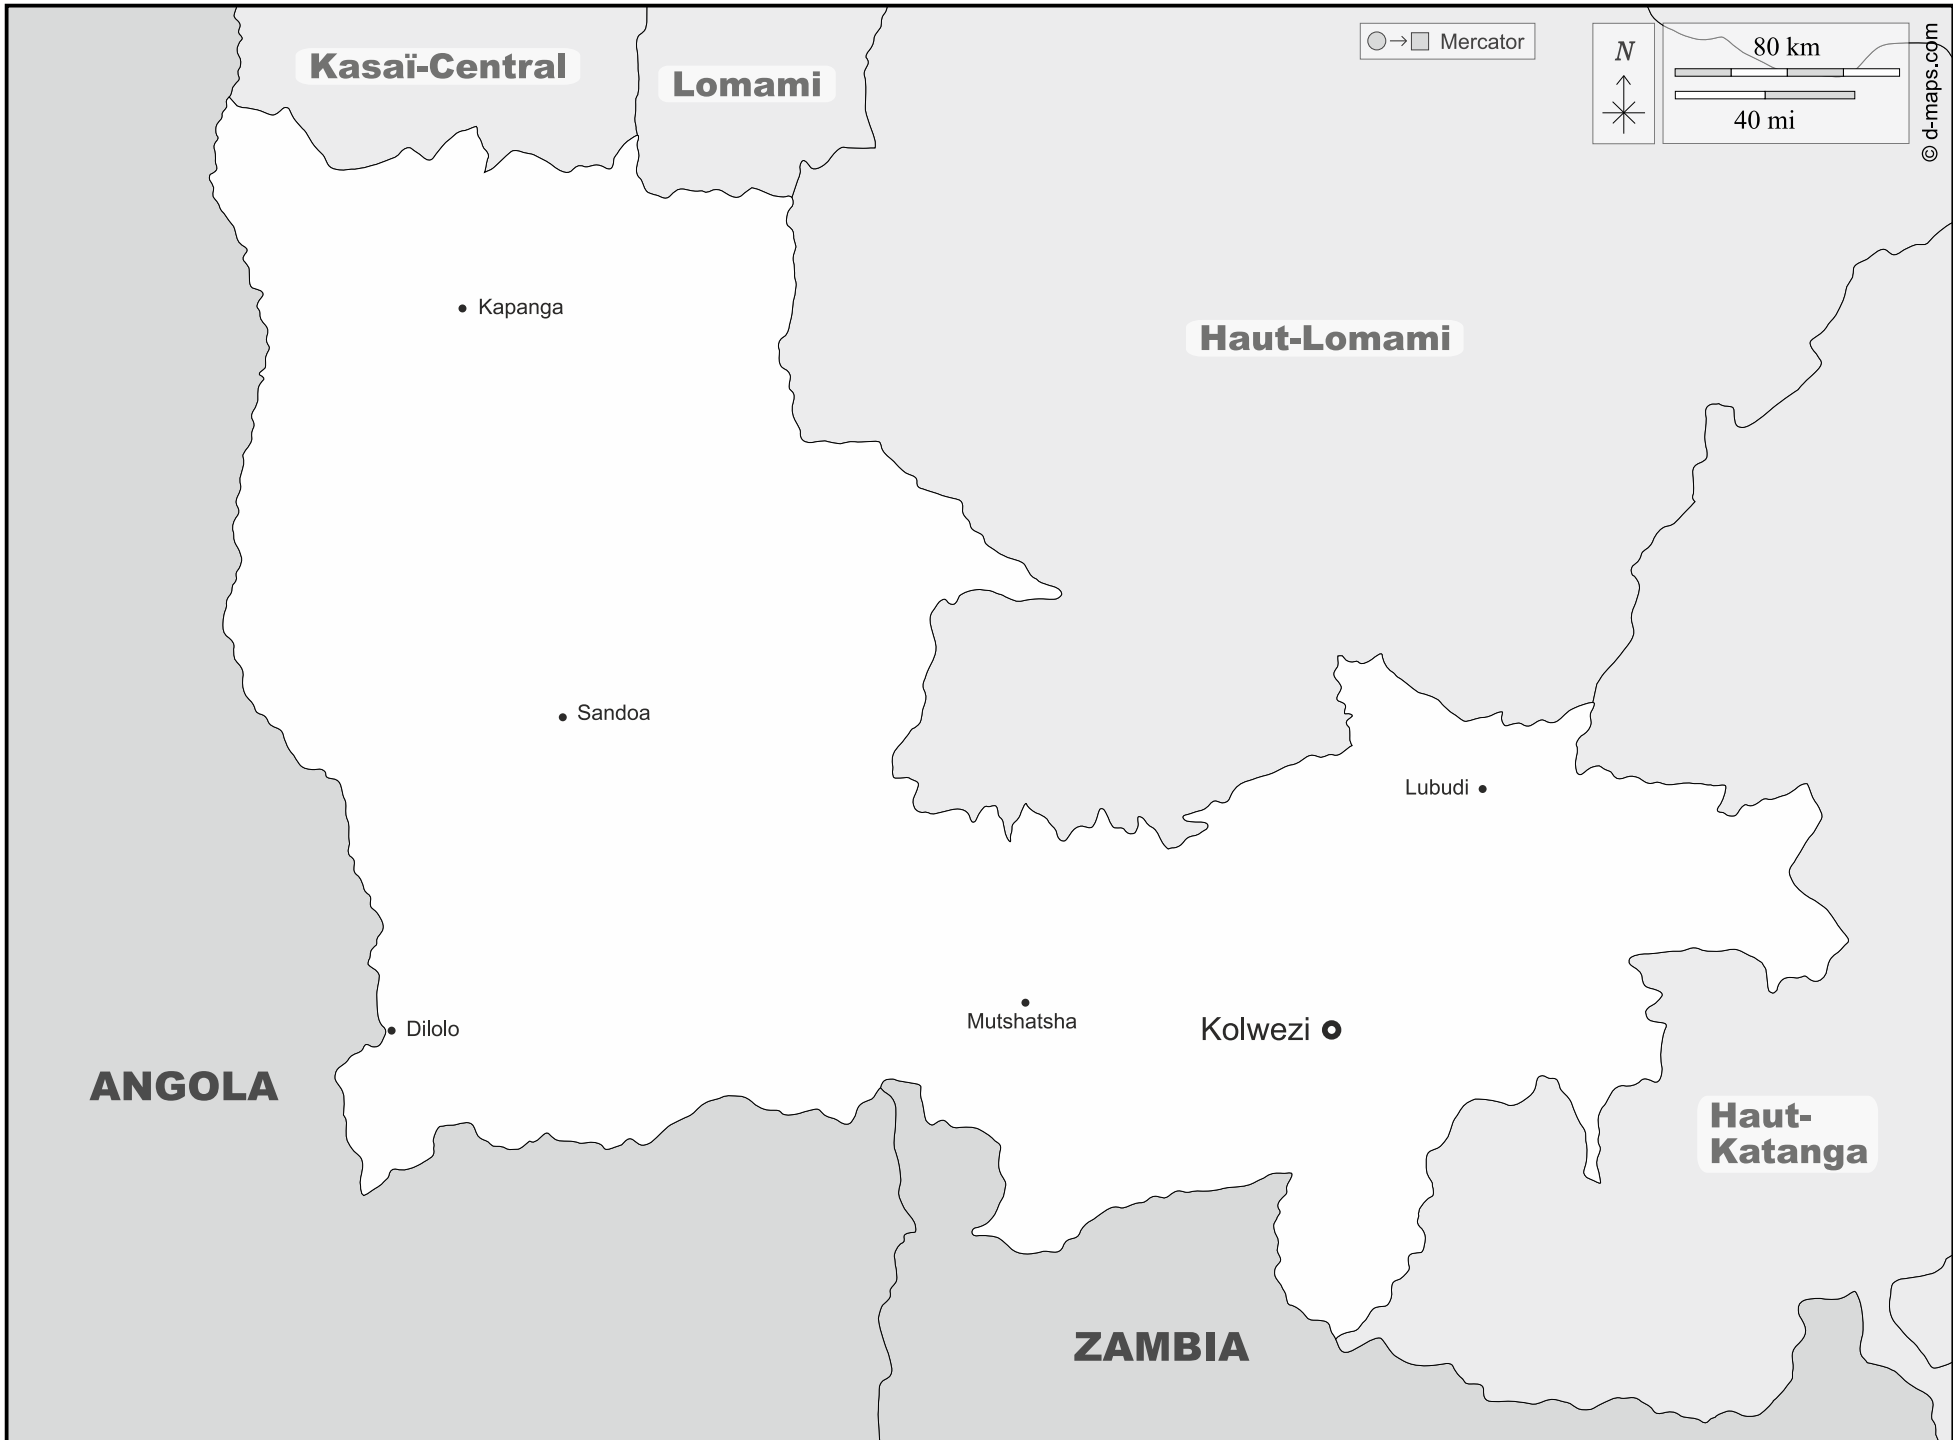 Kasaï-Central
Lomami
Mercator
N
80 km
40 mi
© d-maps.com
Kapanga
Haut-Lomami
Sandoa
Lubudi
Dilolo
Mutshatsha
Kolwezi
ANGOLA
Haut-
Katanga
ZAMBIA